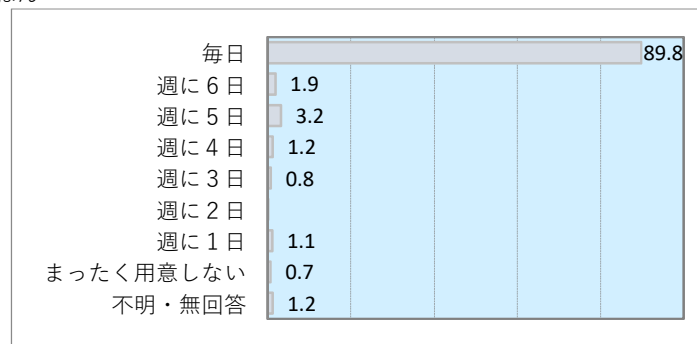 毎日 89.8
週に６日 1.9
週に５日 3.2
週に４日 1.2
週に３日 0.8
週に２日
週に１日 1.1
まったく用意しない 0.7
不明・無回答 1.2